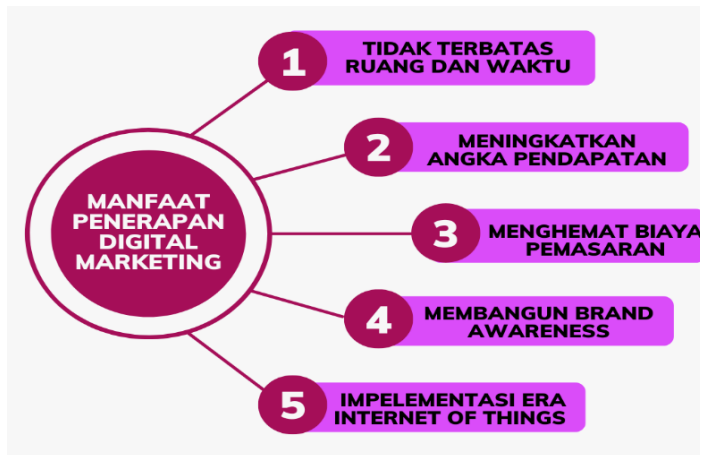 MANFAAT
PENERAPAN
DIGITAL
MARKETING
1
TIDAK TERBATAS
RUANG DAN WAKTU
2
MENINGKATKAN
ANGKA PENDAPATAN
3
MENGHEMAT BIAYA
PEMASARAN
4
MEMBANGUN BRAND
AWARENESS
5
IMPELEMENTASI ERA
INTERNET OF THINGS